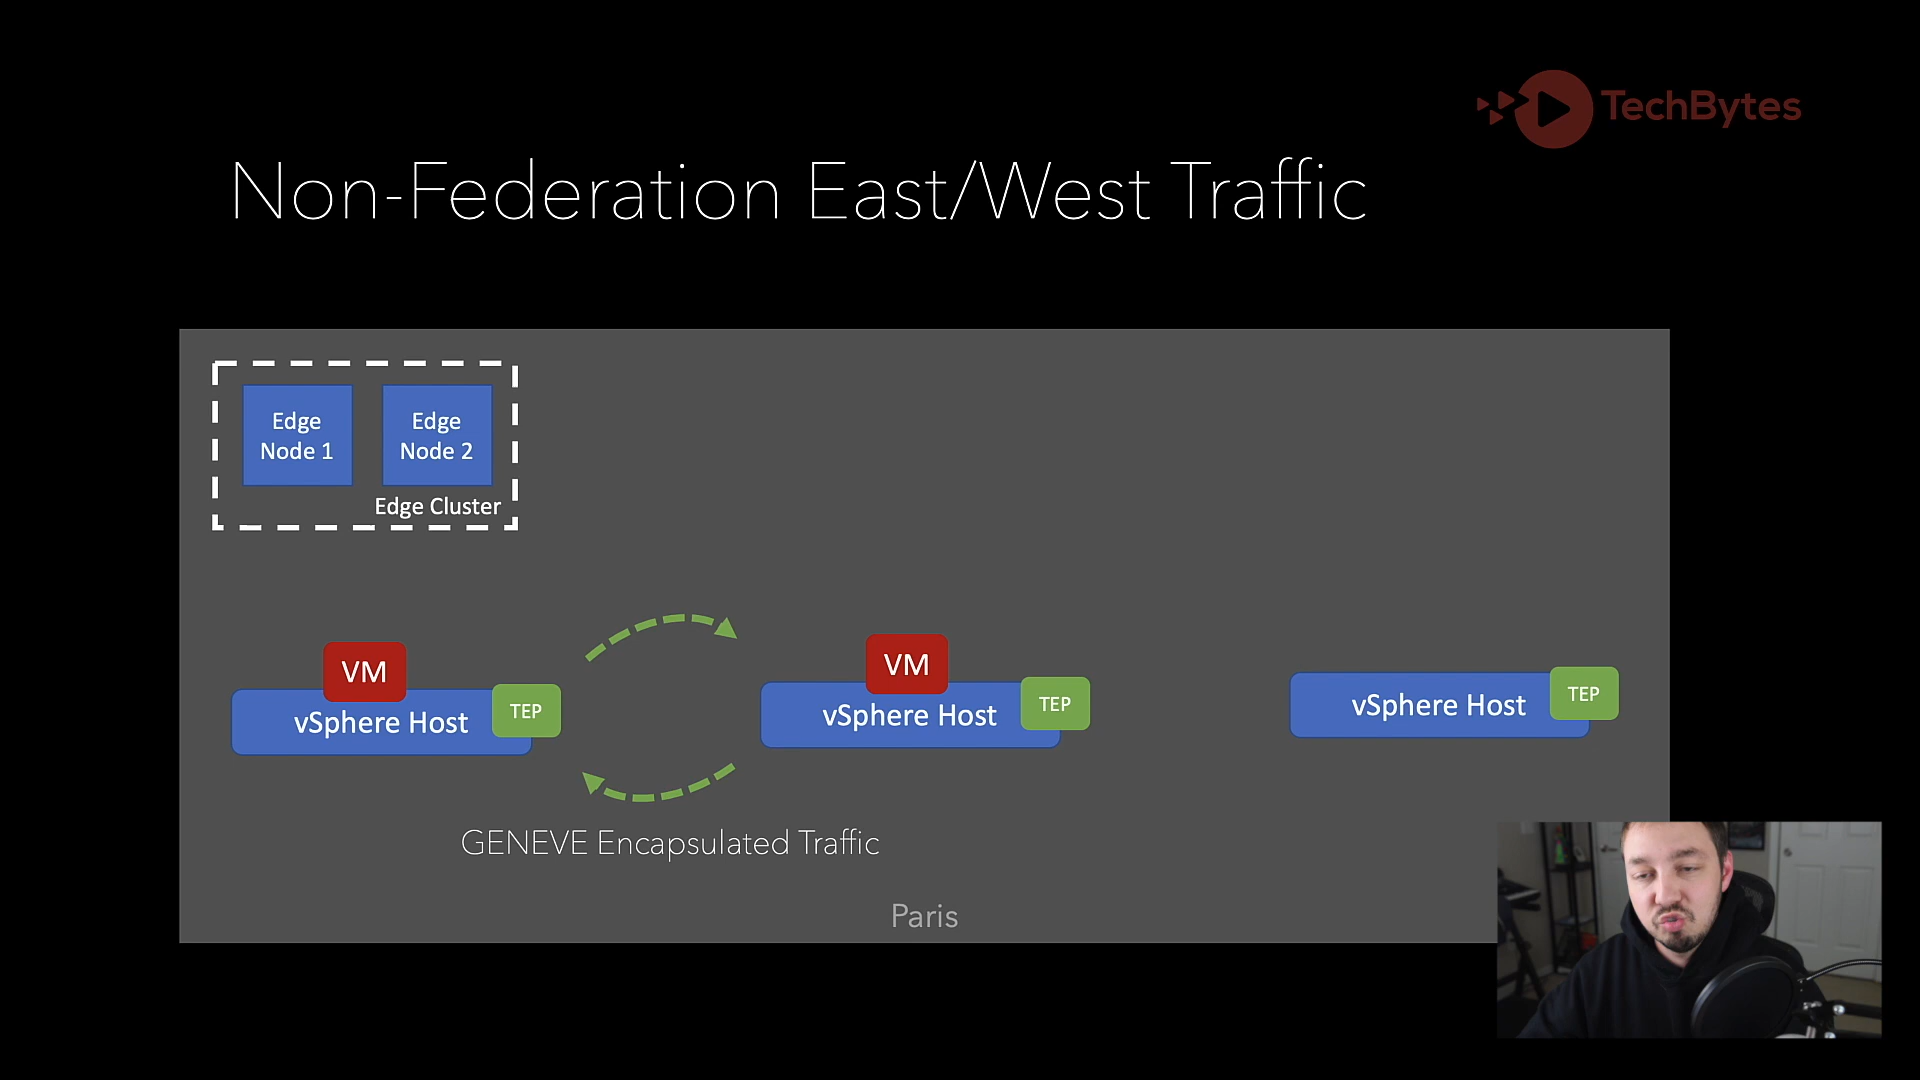 TechBytes
Non-Federation East/West Traffic
Edge
Node 1
Edge
Node 2
Edge Cluster
VM
vSphere Host
TEP
VM
vSphere Host
TEP
vSphere Host
TEP
GENEVE Encapsulated Traffic
Paris